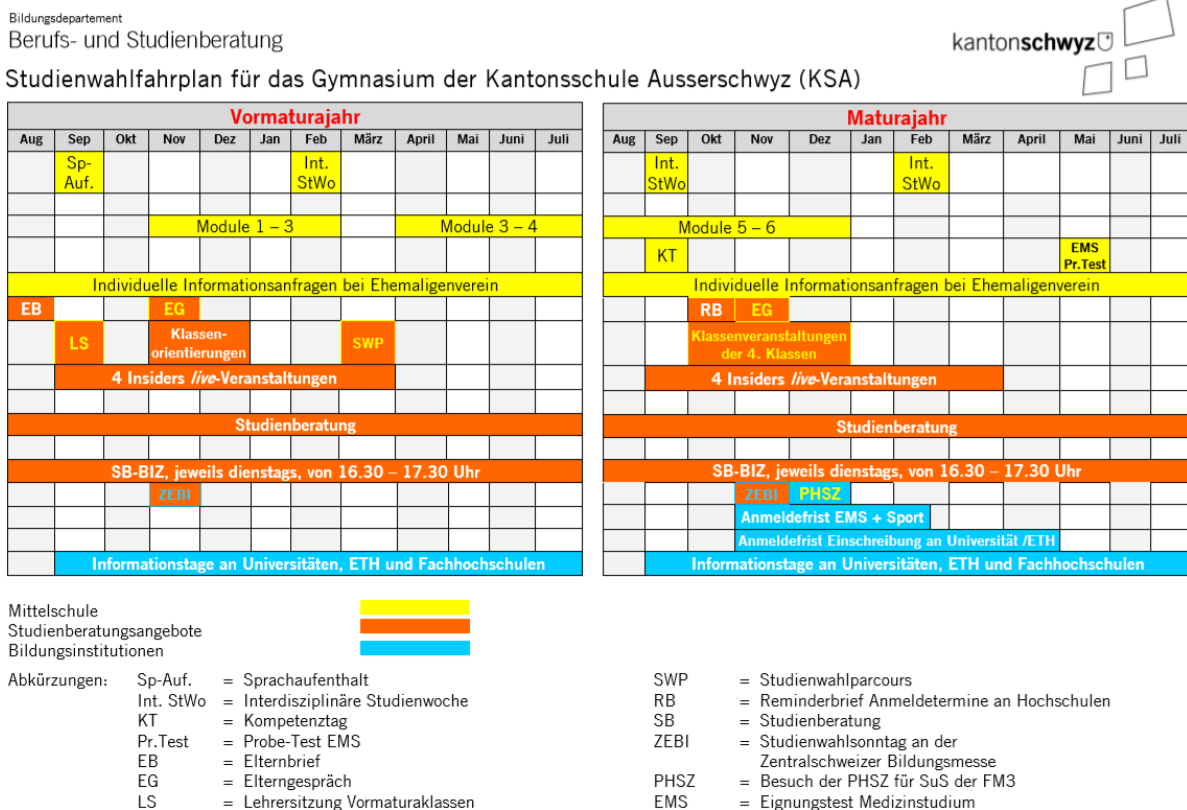 Bildungsdepartement
Berufs- und Studienberatung
kantonschwyz
Studienwahlfahrplan für das Gymnasium der Kantonsschule Ausserschwyz (KSA)
Vormaturajahr
Aug Sep Okt Nov Dez Jan Feb März April Mai Juni Juli
Sp-
Auf.
Int.
StWo
Module 1 – 3
Module 3 – 4
Individuelle Informationsanfragen bei Ehemaligenverein
EB
EG
LS
Klassen-
orientierungen
SWP
4 Insiders live-Veranstaltungen
Studienberatung
SB-BIZ, jeweils dienstags, von 16.30 – 17.30 Uhr
ZEBI
Informationstage an Universitäten, ETH und Fachhochschulen
Maturajahr
Aug Sep Okt Nov Dez Jan Feb März April Mai Juni Juli
Int.
StWo
Int.
StWo
Module 5 – 6
KT
EMS
Pr.Test
Individuelle Informationsanfragen bei Ehemaligenverein
RB
EG
Klassenveranstaltungen
der 4. Klassen
4 Insiders live-Veranstaltungen
Studienberatung
SB-BIZ, jeweils dienstags, von 16.30 – 17.30 Uhr
ZEBI
PHSZ
Anmeldefrist EMS + Sport
Anmeldefrist Einschreibung an Universität /ETH
Informationstage an Universitäten, ETH und Fachhochschulen
Mittelschule
Studienberatungsangebote
Bildungsinstitutionen
Abkürzungen:
Sp-Auf. = Sprachaufenthalt
Int. StWo = Interdisziplinäre Studienwoche
KT = Kompetenztag
Pr.Test = Probe-Test EMS
EB = Elternbrief
EG = Elterngespräch
LS = Lehrersitzung Vormaturaklassen
SWP = Studienwahlparcours
RB = Reminderbrief Anmeldetermine an Hochschulen
SB = Studienberatung
ZEBI = Studienwahlsonntag an der
Zentralschweizer Bildungsmesse
PHSZ = Besuch der PHSZ für SuS der FM3
EMS = Eignungstest Medizinstudium